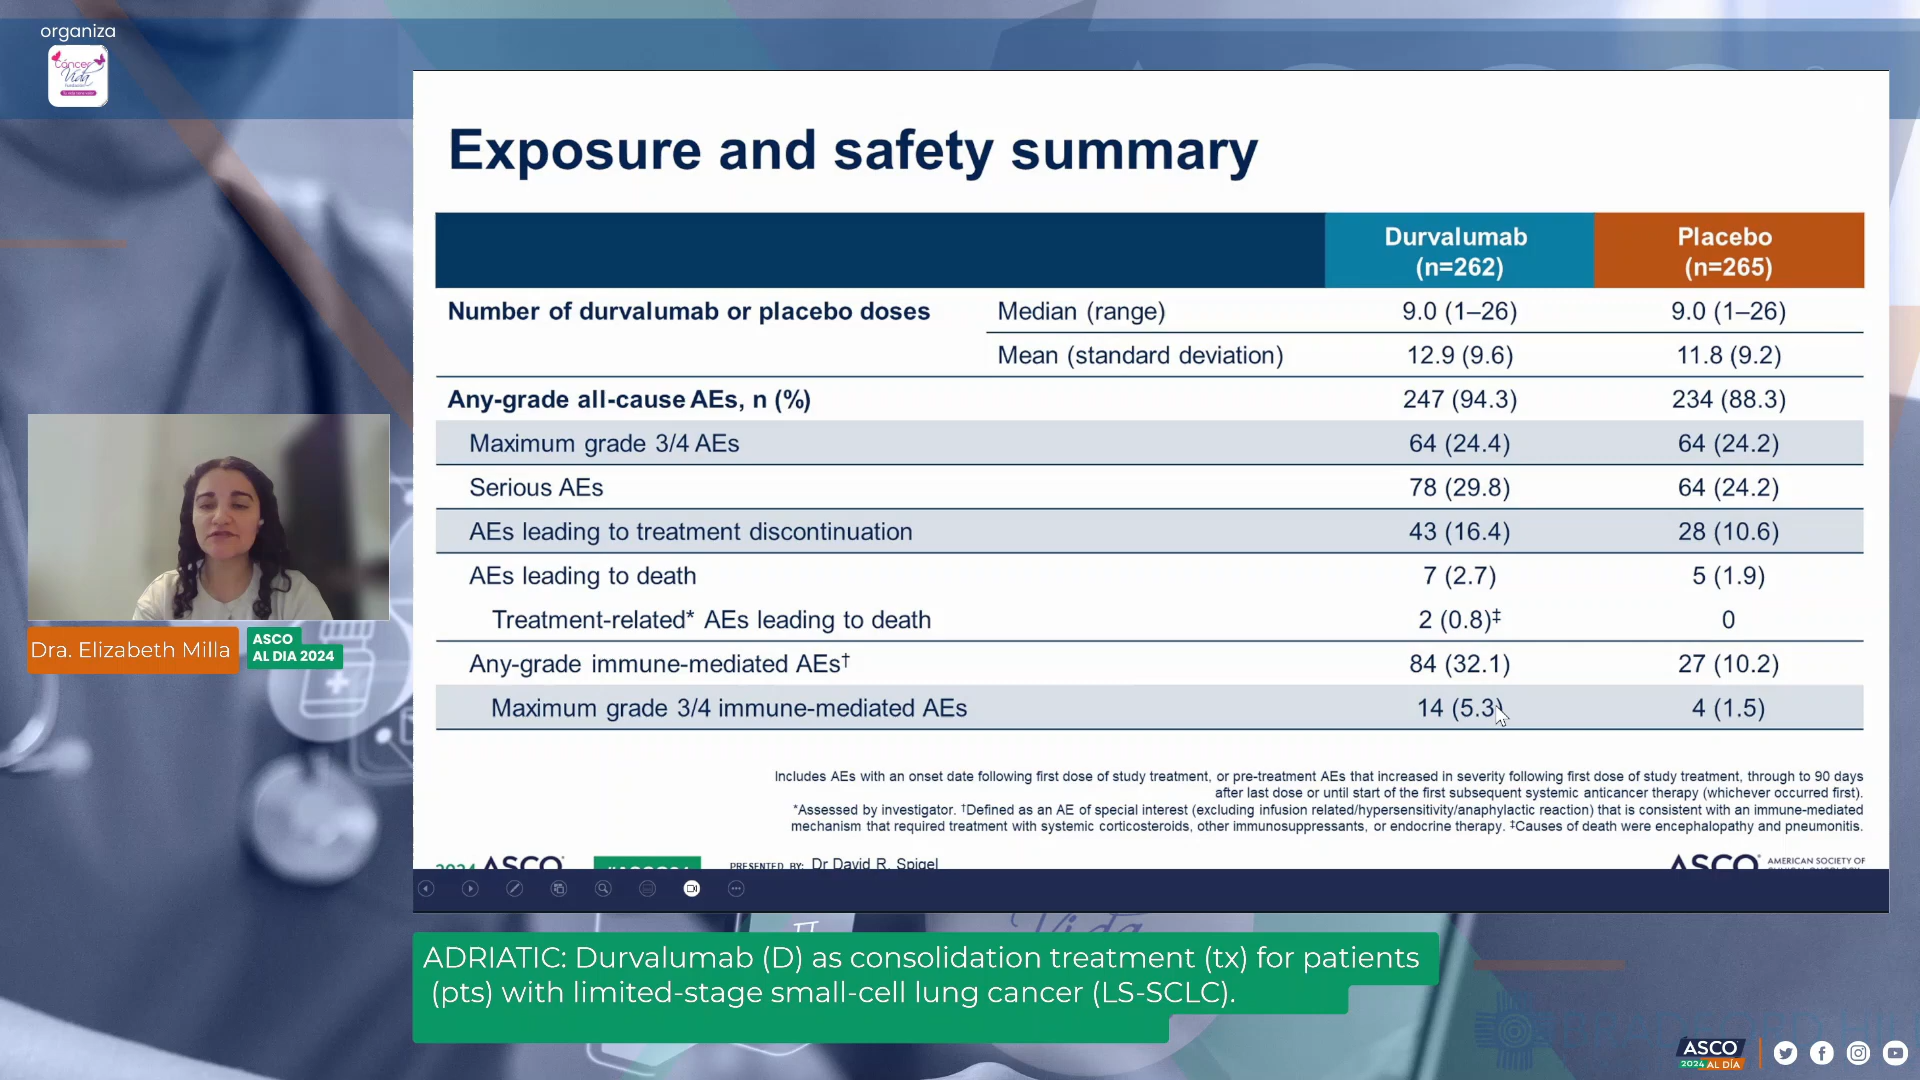 organiza
Cáncer
Vida
Exposure and safety summary
Durvalumab
(n=262)
Placebo
(n=265)
Number of durvalumab or placebo doses Median (range) 9.0 (1–26) 9.0 (1–26)
Mean (standard deviation) 12.9 (9.6) 11.8 (9.2)
Any-grade all-cause AEs, n (%) 247 (94.3) 234 (88.3)
Maximum grade 3/4 AEs 64 (24.4) 64 (24.2)
Serious AEs 78 (29.8) 64 (24.2)
AEs leading to treatment discontinuation 43 (16.4) 28 (10.6)
AEs leading to death 7 (2.7) 5 (1.9)
Treatment-related* AEs leading to death 2 (0.8)‡ 0
Any-grade immune-mediated AEs† 84 (32.1) 27 (10.2)
Maximum grade 3/4 immune-mediated AEs 14 (5.3) 4 (1.5)
Includes AEs with an onset date following first dose of study treatment, or pre-treatment AEs that increased in severity following first dose of study treatment, through to 90 days
after last dose or until start of the first subsequent systemic anticancer therapy (whichever occurred first).
*Assessed by investigator. †Defined as an AE of special interest (excluding infusion related/hypersensitivity/anaphylactic reaction) that is consistent with an immune-mediated
mechanism that required treatment with systemic corticosteroids, other immunosuppressants, or endocrine therapy. ‡Causes of death were encephalopathy and pneumonitis.
2024 ASCO
PRESENTED BY: Dr David R. Spigel
ASCO AMERICAN SOCIETY OF
Dra. Elizabeth Milla
ASCO
AL DIA 2024
Vida
ADRIATIC: Durvalumab (D) as consolidation treatment (tx) for patients
(pts) with limited-stage small-cell lung cancer (LS-SCLC).
ASCO
2024 AL DÍA